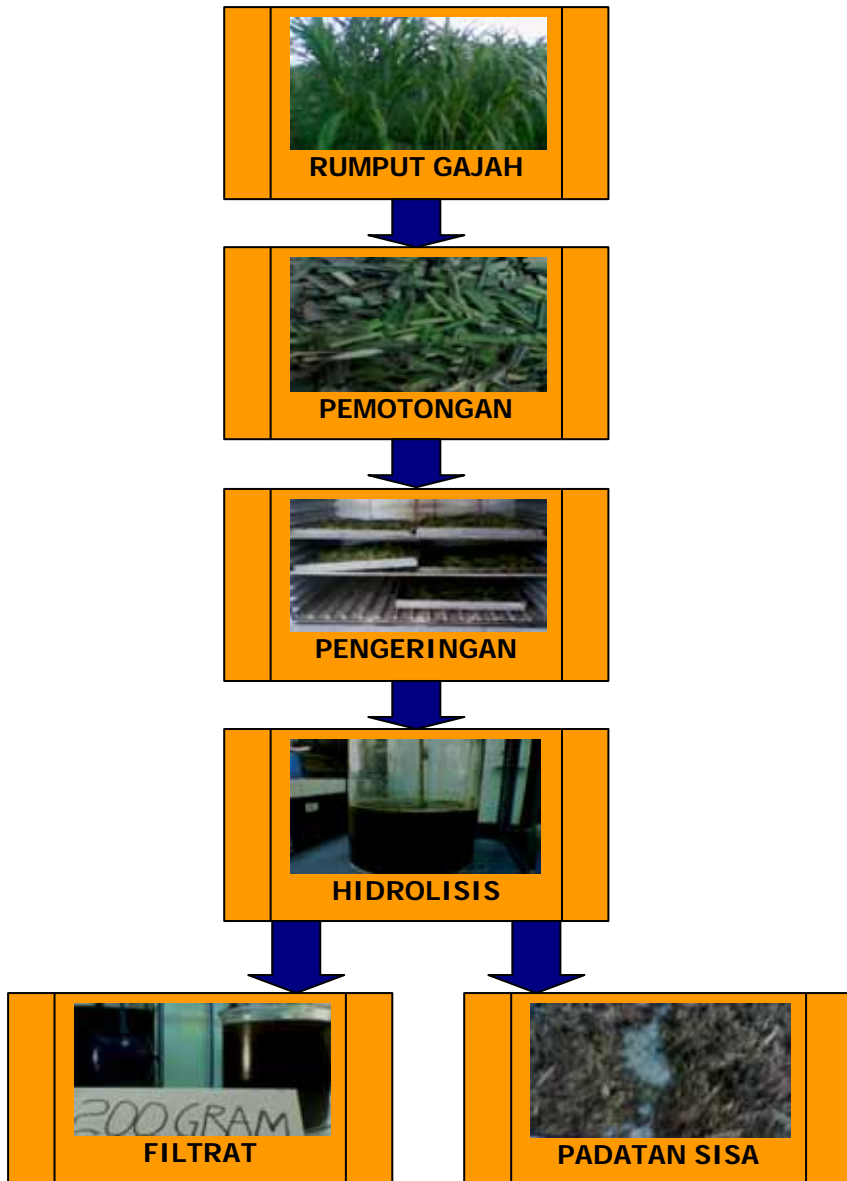 RUMPUT GAJAH
PEMOTONGAN
PENGERINGAN
HIDROLISIS
200 GRAM
FILTRAT
PADATAN SISA